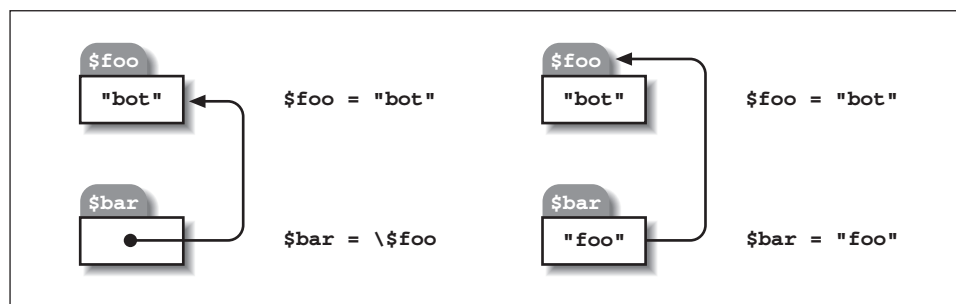 $foo
"bot"
$foo = "bot"
$bar
$bar = \$foo
$foo
"bot"
$foo = "bot"
$bar
"foo"
$bar = "foo"